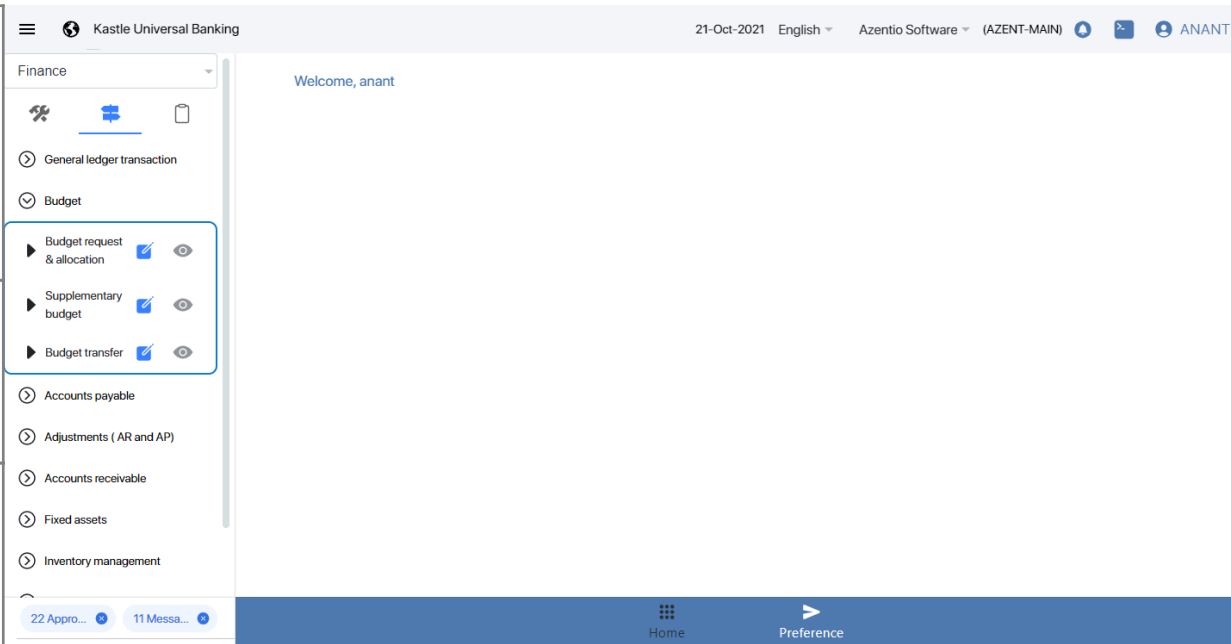 Kastle Universal Banking
21-Oct-2021 English Azentio Software (AZENT-MAIN) ANANT
Finance
Welcome, anant
General ledger transaction
Budget
Budget request
& allocation
Supplementary
budget
Budget transfer
Accounts payable
Adjustments ( AR and AP)
Accounts receivable
Fixed assets
Inventory management
22 Appro... 11 Messa...
Home Preference